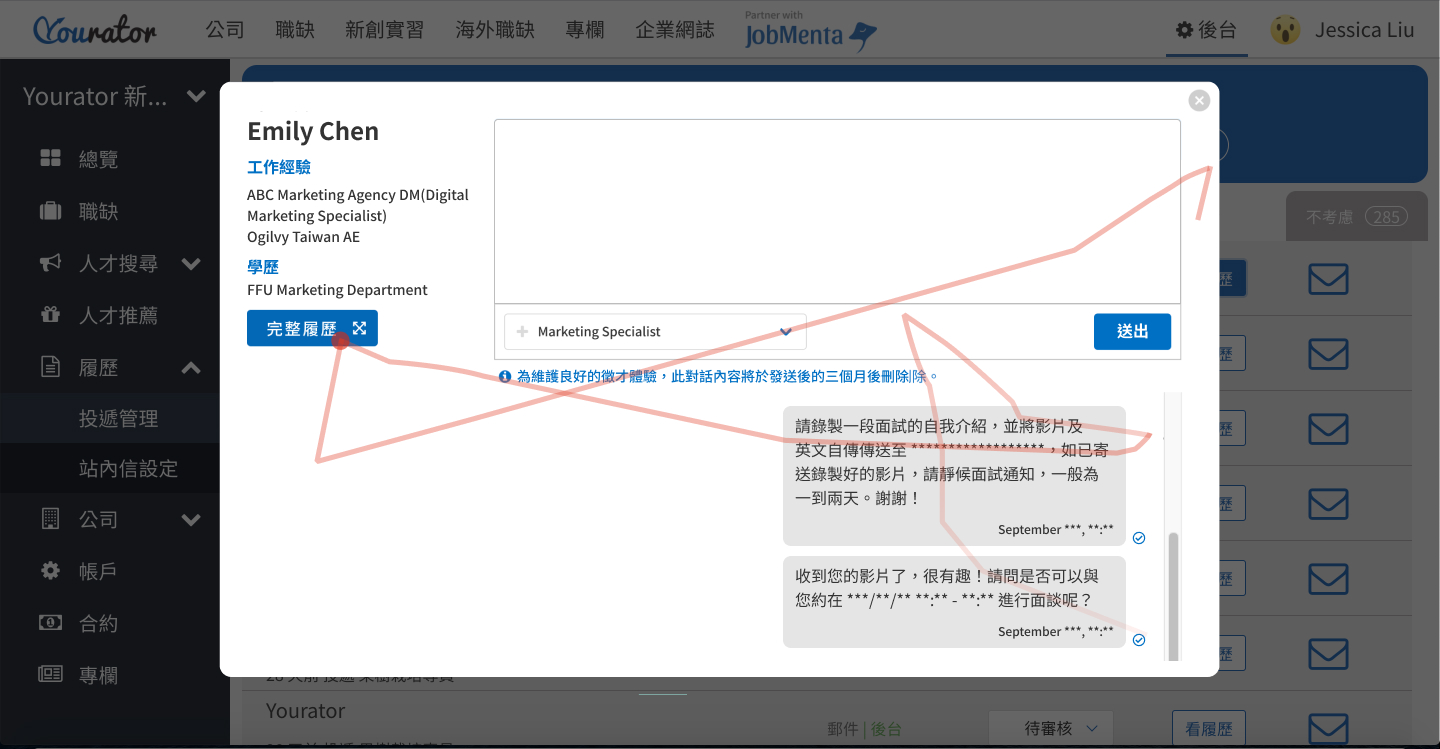 Yourator
公司
職缺
新創實習
海外職缺
專欄
企業網誌
Partner with
JobMenta
後台
Jessica Liu
Yourator 新...
總覽
職缺
人才搜尋
人才推薦
履歷
投遞管理
站內信設定
公司
帳戶
合約
專欄
Emily Chen
工作經驗
ABC Marketing Agency DM(Digital
Marketing Specialist)
Ogilvy Taiwan AE
學歷
FFU Marketing Department
完整履歷
Marketing Specialist
送出
為維護良好的徵才體驗，此對話內容將於發送後的三個月後刪除。
請錄製一段面試的自我介紹，並將影片及
英文自傳傳送至 ******************，如已寄
送錄製好的影片，請靜候面試通知，一般為
一到兩天。謝謝！
September ***, **:**
收到您的影片了，很有趣！請問是否可以與
您約在 ***/**/** **:** - **:** 進行面談呢？
September ***, **:**
不考慮 285
歷
歷
歷
歷
歷
歷
Yourator
郵件 | 後台
待審核
看履歷